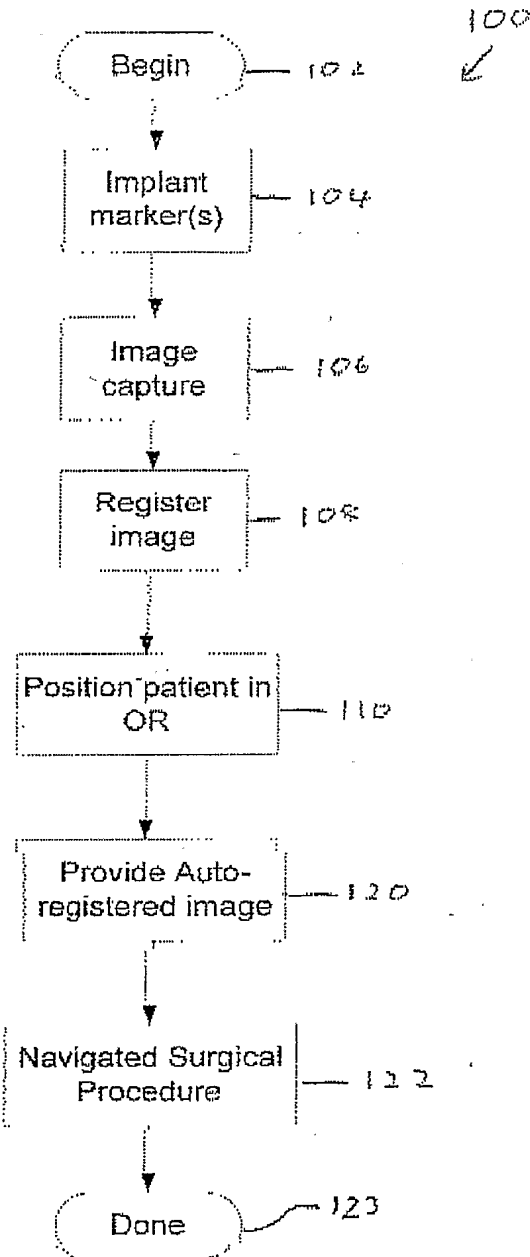 100
Begin 102
Implant
marker(s) 104
Image
capture 106
Register
image 108
Position patient in
OR 110
Provide Auto-
registered image 120
Navigated Surgical
Procedure 122
Done 123